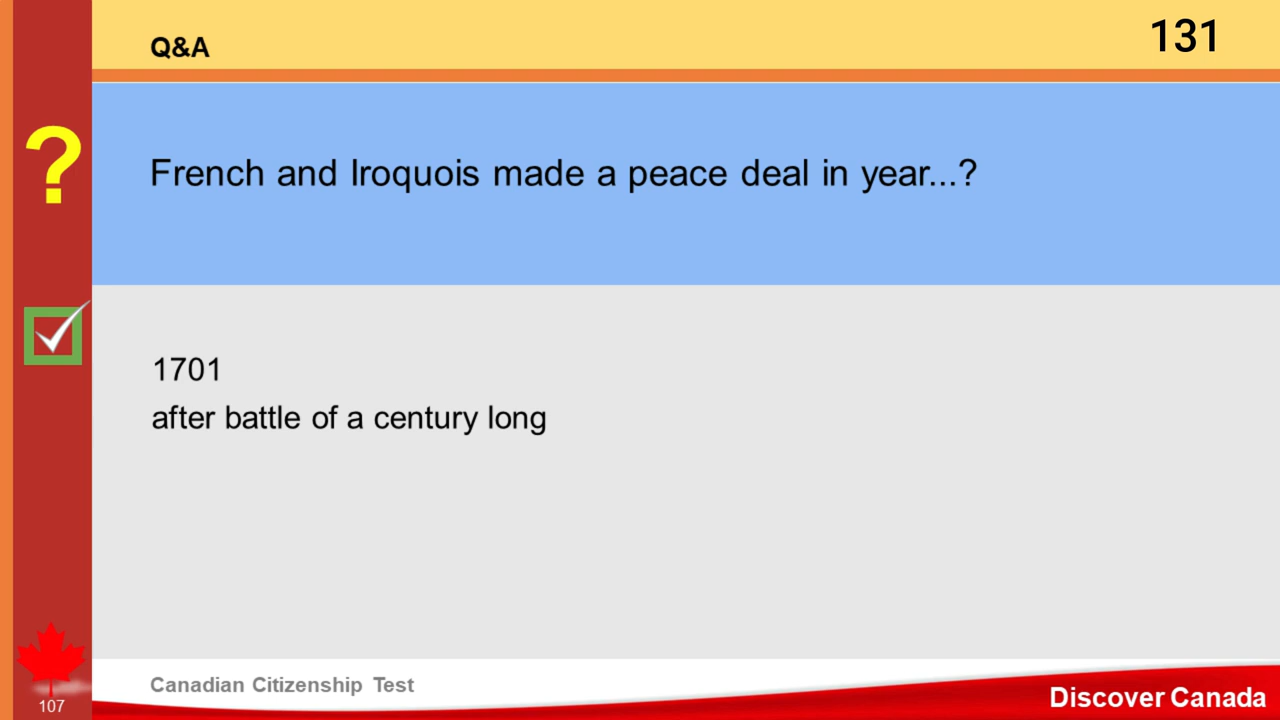 Q&A
131
?
French and Iroquois made a peace deal in year...?
1701
after battle of a century long
Canadian Citizenship Test
107
Discover Canada